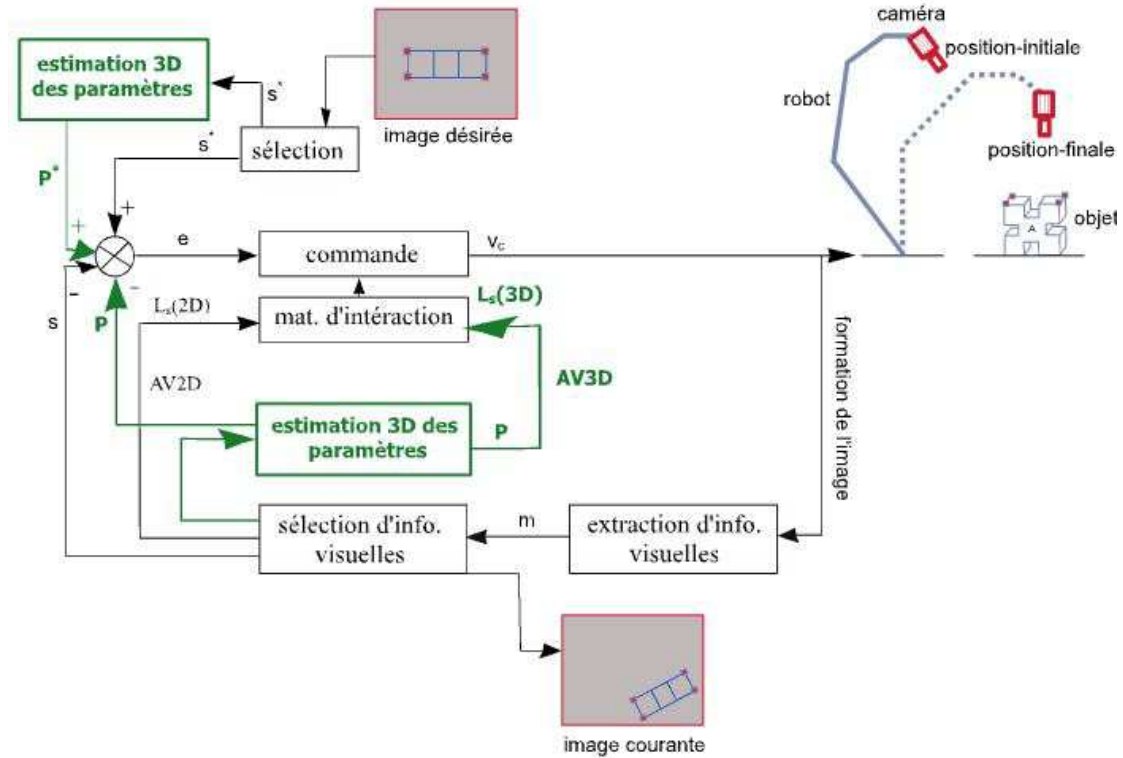 caméra
position-initiale
estimation 3D
des paramètres
s*
robot
image désirée
sélection
s*
position-finale
P*
+
+
objet
A
e
commande
v_c
-
-
L_s(3D)
s
P
L_s(2D)
mat. d'intéraction
formation de l'image
AV2D
AV3D
estimation 3D des
paramètres
P
sélection d'info.
visuelles
m
extraction d'info.
visuelles
image courante